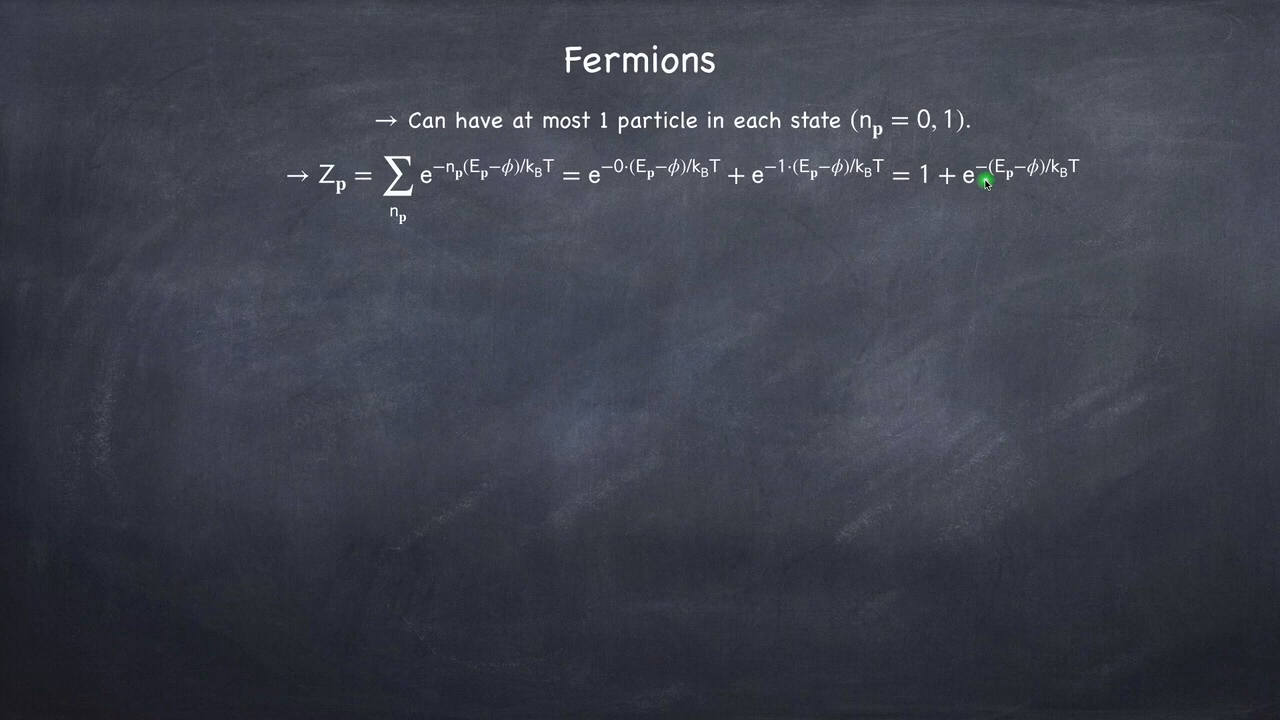 Fermions
→ Can have at most 1 particle in each state (n_𝐩 = 0, 1).
→ Z_𝐩 = ∑_{n_𝐩} e^{−n_𝐩(E_𝐩−ϕ)/k_BT} = e^{−0·(E_𝐩−ϕ)/k_BT} + e^{−1·(E_𝐩−ϕ)/k_BT} = 1 + e^{−(E_𝐩−ϕ)/k_BT}